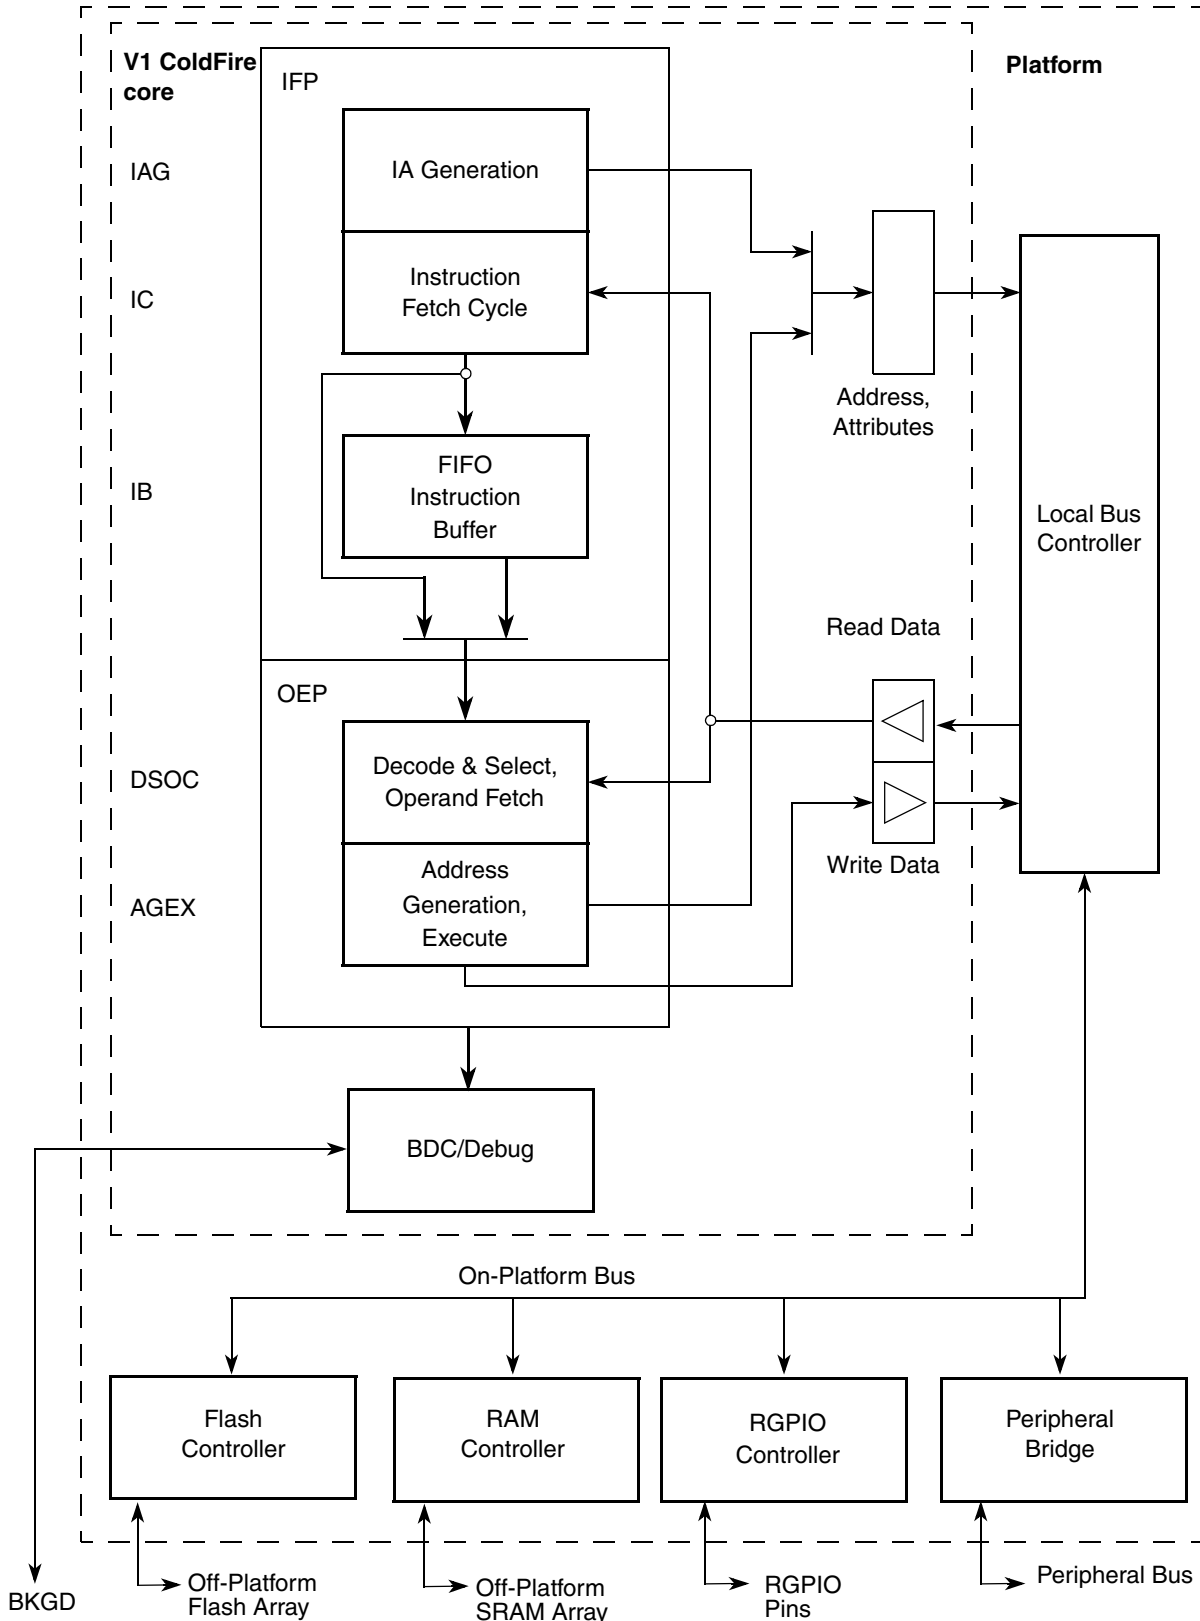 V1 ColdFire
core
IFP
Platform
IAG
IA Generation
IC
Instruction
Fetch Cycle
Address,
Attributes
IB
FIFO
Instruction
Buffer
Local Bus
Controller
Read Data
OEP
DSOC
Decode & Select,
Operand Fetch
Write Data
AGEX
Address
Generation,
Execute
BDC/Debug
On-Platform Bus
Flash
Controller
RAM
Controller
RGPIO
Controller
Peripheral
Bridge
BKGD
Off-Platform
Flash Array
Off-Platform
SRAM Array
RGPIO
Pins
Peripheral Bus